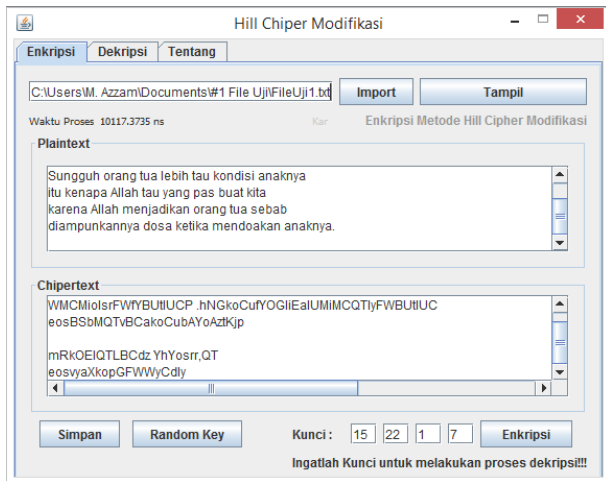 Hill Chiper Modifikasi
Enkripsi Dekripsi Tentang
C:\Users\M. Azzam\Documents\#1 File Uji\FileUji1.txt Import Tampil
Waktu Proses 10117.3735 ns Kar Enkripsi Metode Hill Cipher Modifikasi
Plaintext
Sungguh orang tua lebih tau kondisi anaknya
itu kenapa Allah tau yang pas buat kita
karena Allah menjadikan orang tua sebab
diampunkannya dosa ketika mendoakan anaknya.
Chipertext
WMCMiolsrFWfYBUtlUCP .hNGkoCufYOGliEalUMiMCQTlyFWBUtlUC
eosBSbMQTvBCakoCubAYoAztKjp
mRkOElQTLBCdz YhYosrr,QT
eosvyaXkopGFWWyCdly
Simpan Random Key Kunci : 15 22 1 7 Enkripsi
Ingatlah Kunci untuk melakukan proses dekripsi!!!